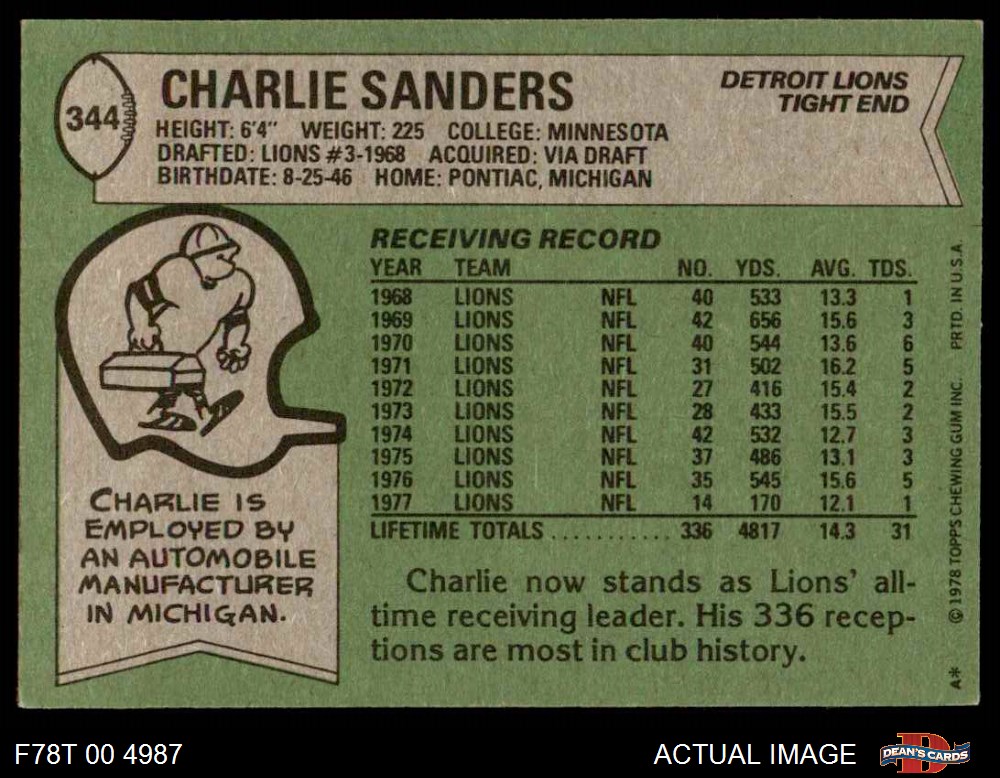 344
CHARLIE SANDERS
DETROIT LIONS
TIGHT END
HEIGHT: 6'4" WEIGHT: 225 COLLEGE: MINNESOTA
DRAFTED: LIONS #3-1968 ACQUIRED: VIA DRAFT
BIRTHDATE: 8-25-46 HOME: PONTIAC, MICHIGAN
RECEIVING RECORD
YEAR TEAM NO. YDS. AVG. TDS.
1968 LIONS NFL 40 533 13.3 1
1969 LIONS NFL 42 656 15.6 3
1970 LIONS NFL 40 544 13.6 6
1971 LIONS NFL 31 502 16.2 5
1972 LIONS NFL 27 416 15.4 2
1973 LIONS NFL 28 433 15.5 2
1974 LIONS NFL 42 532 12.7 3
1975 LIONS NFL 37 486 13.1 3
1976 LIONS NFL 35 545 15.6 5
1977 LIONS NFL 14 170 12.1 1
LIFETIME TOTALS ........... 336 4817 14.3 31
CHARLIE IS
EMPLOYED BY
AN AUTOMOBILE
MANUFACTURER
IN MICHIGAN.
Charlie now stands as Lions' all-
time receiving leader. His 336 recep-
tions are most in club history.
A* ©1978 TOPPS CHEWING GUM INC. PRTD. IN U.S.A.
F78T 00 4987
ACTUAL IMAGE
D
DEAN'S CARDS